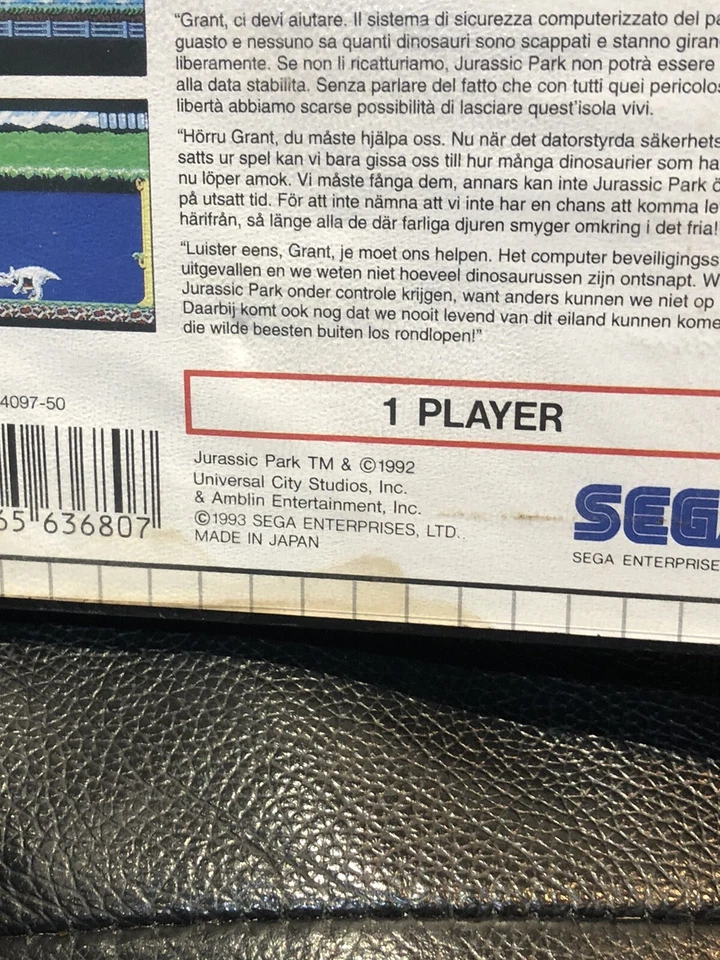 “Grant, ci devi aiutare. Il sistema di sicurezza computerizzato del
guasto e nessuno sa quanti dinosauri sono scappati e stanno
liberamente. Se non li ricatturiamo, Jurassic Park non potrà essere
alla data stabilita. Senza parlare del fatto che con tutti quei
libertà abbiamo scarse possibilità di lasciare quest'isola vivi.
“Hörru Grant, du måste hjälpa oss. Nu när det datorstyrda säkerhets
satts ur spel kan vi bara gissa oss till hur många dinosaurier som
nu löper amok. Vi måste fånga dem, annars kan inte Jurassic Park
på utsatt tid. För att inte nämna att vi inte har en chans att komma
härifrån, så länge alla de där farliga djuren smyger omkring i det fria!
“Luister eens, Grant, je moet ons helpen. Het computer beveiligingss
uitgevallen en we weten niet hoeveel dinosaurussen zijn ontsnapt.
Jurassic Park onder controle krijgen, want anders kunnen we niet op
Daarbij komt ook nog dat we nooit levend van dit eiland kunnen
die wilde beesten buiten los rondlopen!”
4097-50
1 PLAYER
65 636807
Jurassic Park TM & ©1992
Universal City Studios, Inc.
& Amblin Entertainment, Inc.
©1993 SEGA ENTERPRISES, LTD.
MADE IN JAPAN
SEGA
SEGA ENTERPRISE